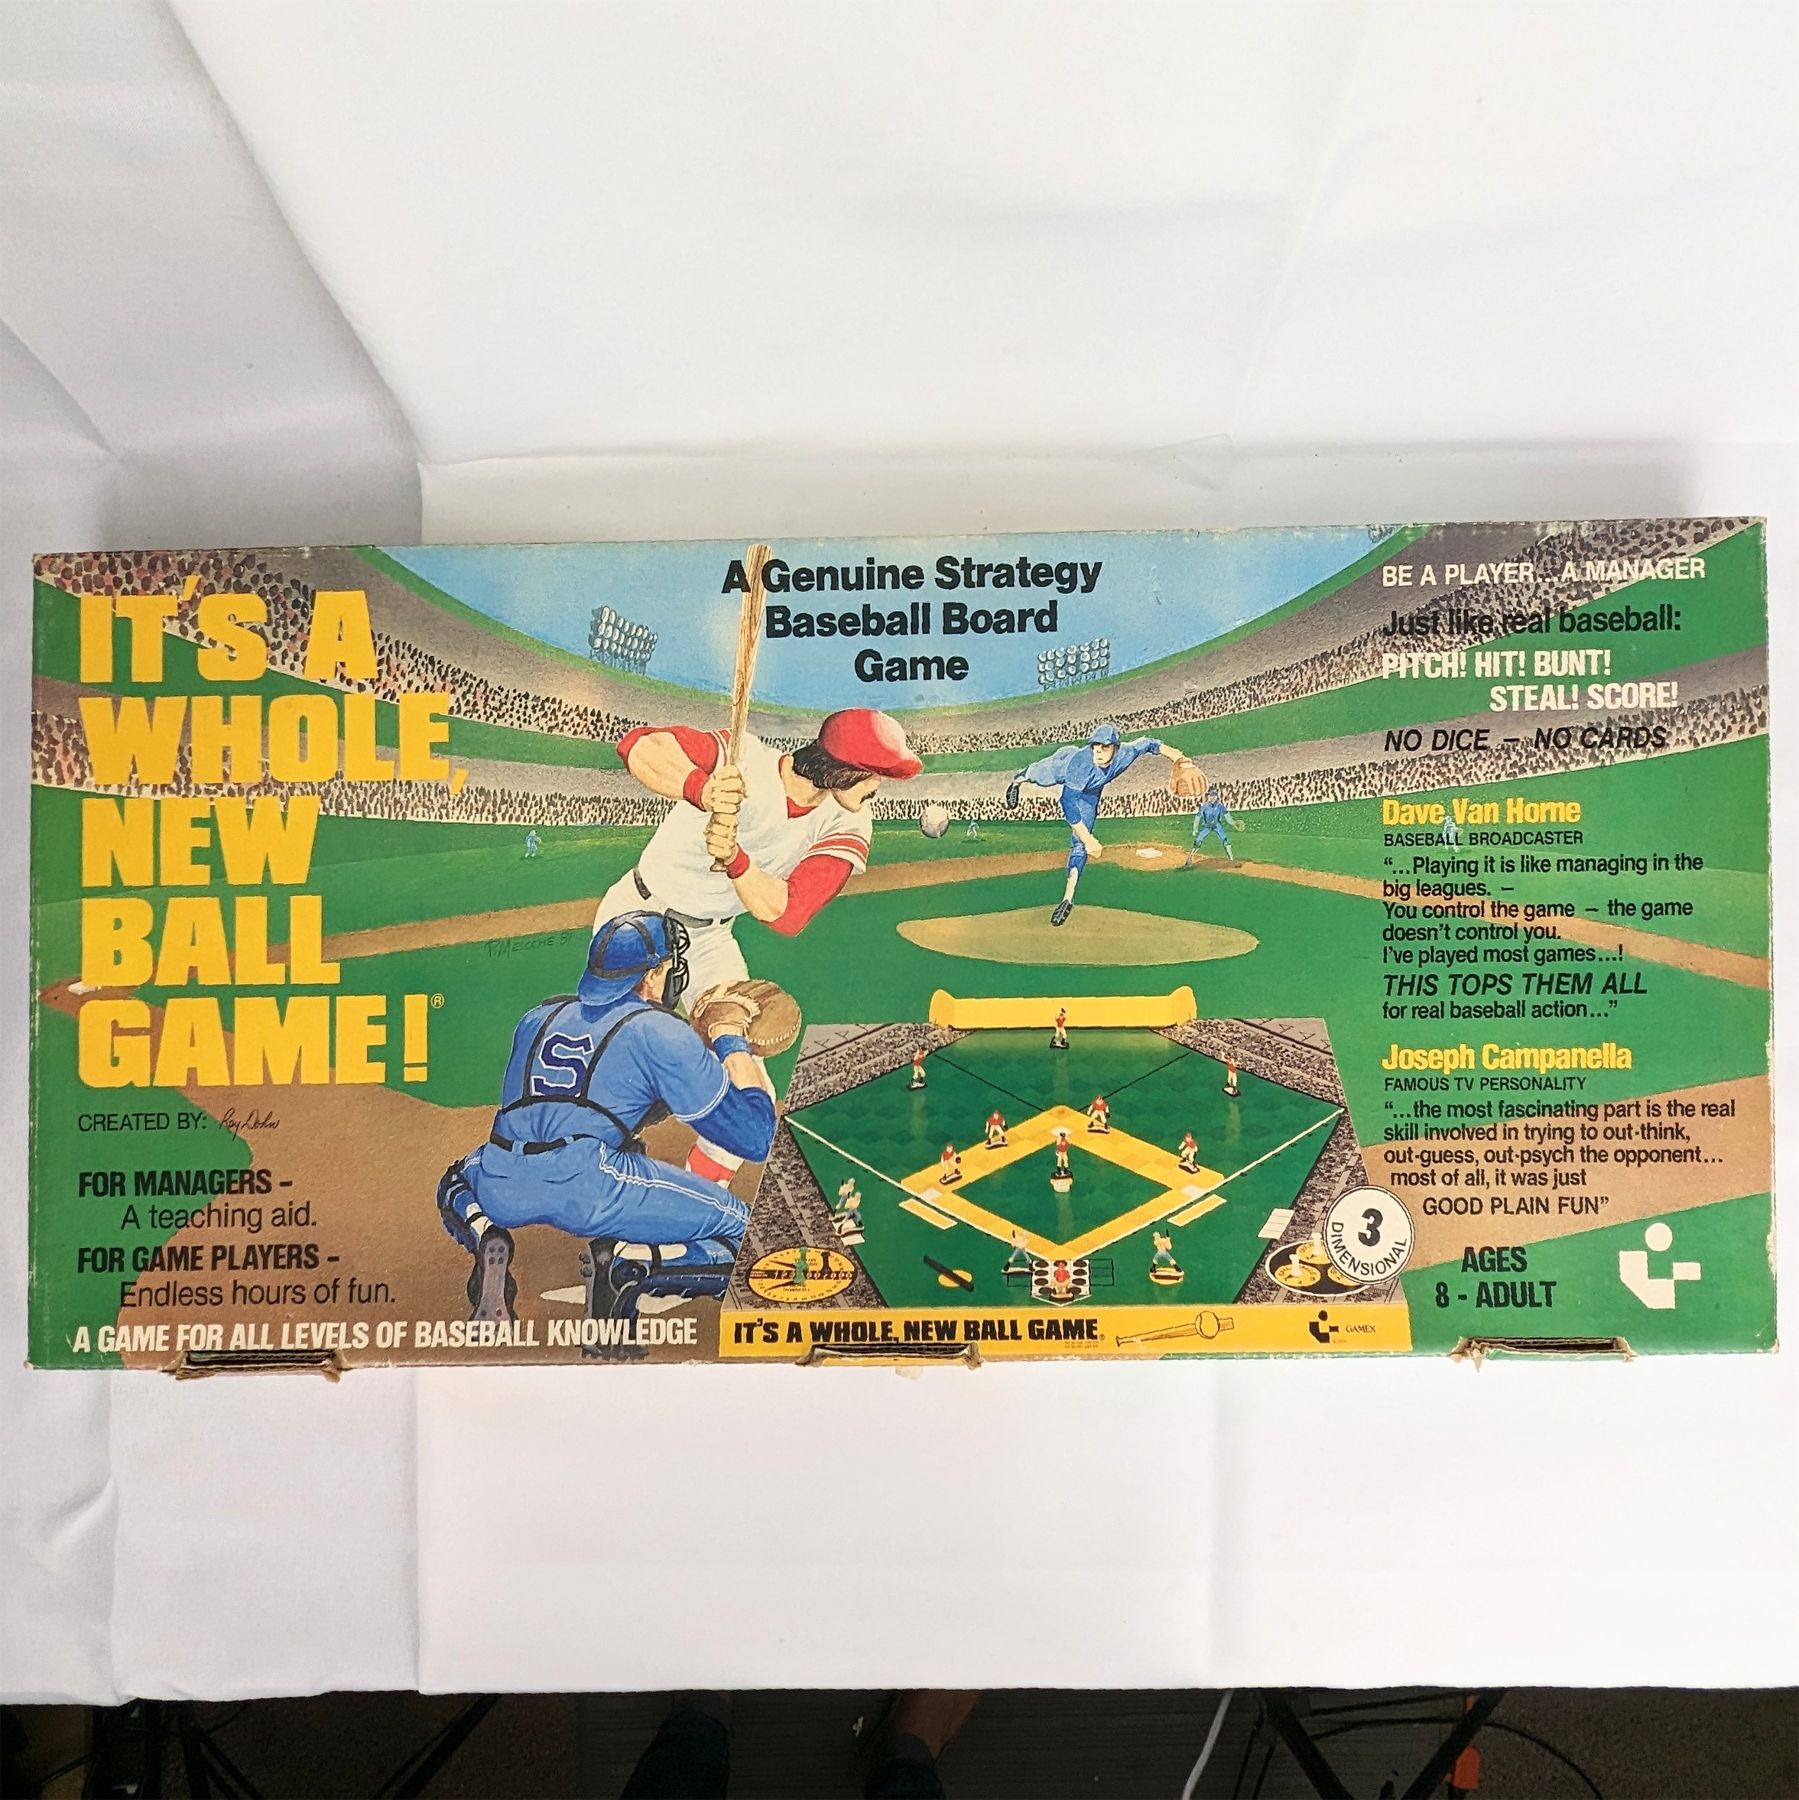 IT'S A
WHOLE,
NEW
BALL
GAME!®
CREATED BY: Roy Dohn
FOR MANAGERS –
A teaching aid.
FOR GAME PLAYERS –
Endless hours of fun.
A GAME FOR ALL LEVELS OF BASEBALL KNOWLEDGE
A Genuine Strategy
Baseball Board
Game
S
3
DIMENSIONAL
IT'S A WHOLE, NEW BALL GAME
GAMEX
BE A PLAYER...A MANAGER
Just like real baseball:
PITCH! HIT! BUNT!
STEAL! SCORE!
NO DICE – NO CARDS
Dave Van Horne
BASEBALL BROADCASTER
“...Playing it is like managing in the
big leagues. –
You control the game – the game
doesn't control you.
I've played most games...!
THIS TOPS THEM ALL
for real baseball action...”
Joseph Campanella
FAMOUS TV PERSONALITY
“...the most fascinating part is the real
skill involved in trying to out-think,
out-guess, out-psych the opponent...
most of all, it was just
GOOD PLAIN FUN”
AGES
8 - ADULT